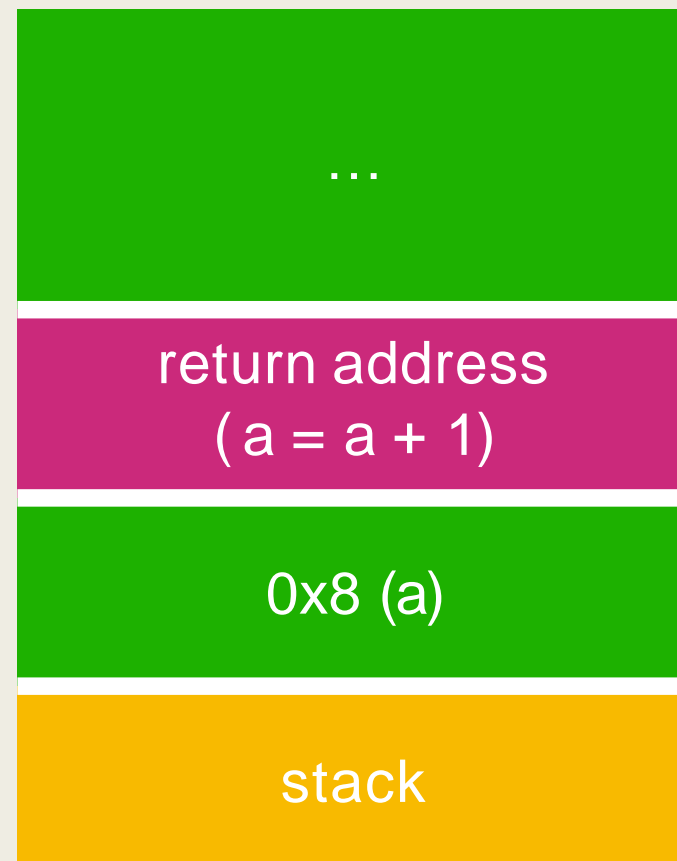 ...
return address
( a = a + 1)
0x8 (a)
stack